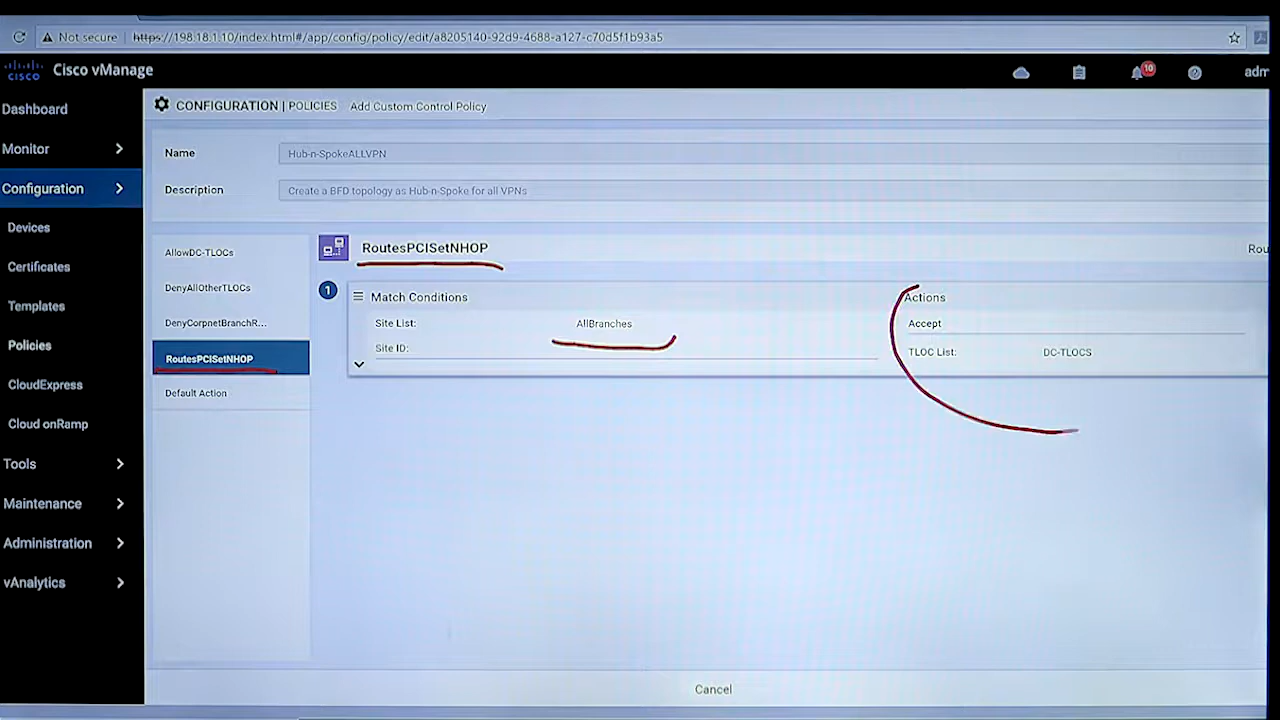 Not secure https://198.18.1.10/index.html#/app/config/policy/edit/a8205140-92d9-4688-a127-c70d5f1b93a5
CISCO Cisco vManage
10
adm
Dashboard
Monitor
Configuration
Devices
Certificates
Templates
Policies
CloudExpress
Cloud onRamp
Tools
Maintenance
Administration
vAnalytics
CONFIGURATION | POLICIES Add Custom Control Policy
Name Hub-n-SpokeALLVPN
Description Create a BFD topology as Hub-n-Spoke for all VPNs
AllowDC-TLOCs
DenyAllOtherTLOCs
DenyCorpnetBranchR...
RoutesPCISetNHOP
Default Action
RoutesPCISetNHOP
Rou
1
Match Conditions
Site List: AllBranches
Site ID:
Actions
Accept
TLOC List: DC-TLOCS
Cancel